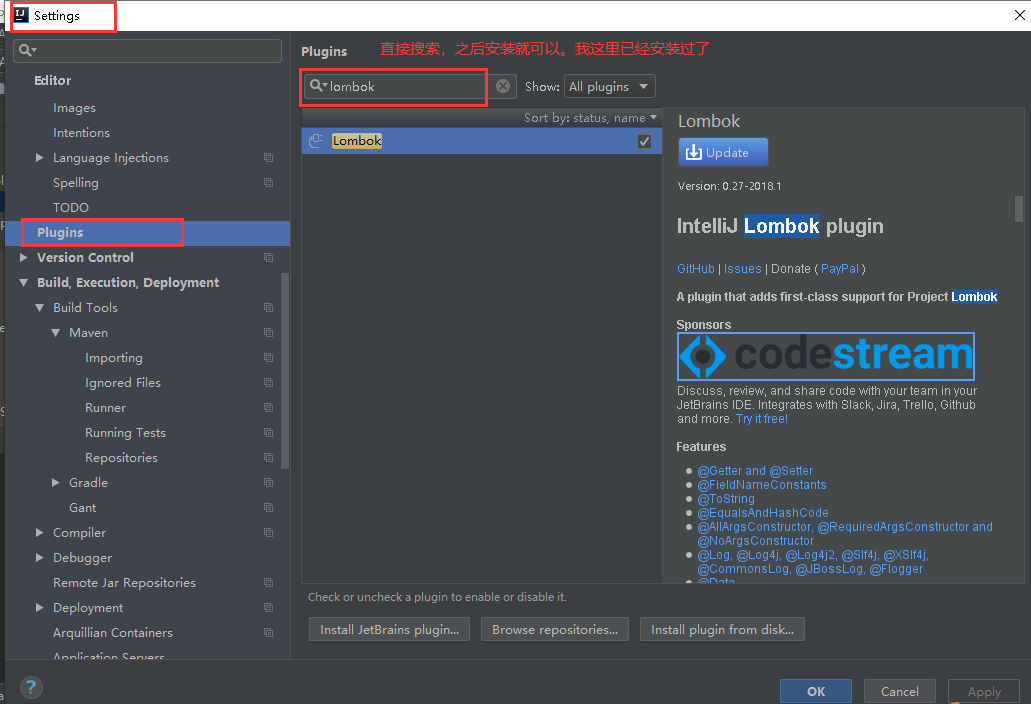 Settings
Editor
Images
Intentions
Language Injections
Spelling
TODO
Plugins
Version Control
Build, Execution, Deployment
Build Tools
Maven
Importing
Ignored Files
Runner
Running Tests
Repositories
Gradle
Gant
Compiler
Debugger
Remote Jar Repositories
Deployment
Arquillian Containers
Application Servers
Plugins 直接搜索，之后安装就可以。我这里已经安装过了
lombok Show: All plugins
Sort by: status, name
Lombok
Lombok
Update
Version: 0.27-2018.1
IntelliJ Lombok plugin
GitHub | Issues | Donate ( PayPal )
A plugin that adds first-class support for Project Lombok
Sponsors
codestream
Discuss, review, and share code with your team in your
JetBrains IDE. Integrates with Slack, Jira, Trello, Github
and more. Try it free!
Features
@Getter and @Setter
@FieldNameConstants
@ToString
@EqualsAndHashCode
@AllArgsConstructor, @RequiredArgsConstructor and
@NoArgsConstructor
@Log, @Log4j, @Log4j2, @Slf4j, @XSlf4j,
@CommonsLog, @JBossLog, @Flogger
@Data
Check or uncheck a plugin to enable or disable it.
Install JetBrains plugin... Browse repositories... Install plugin from disk...
? OK Cancel Apply